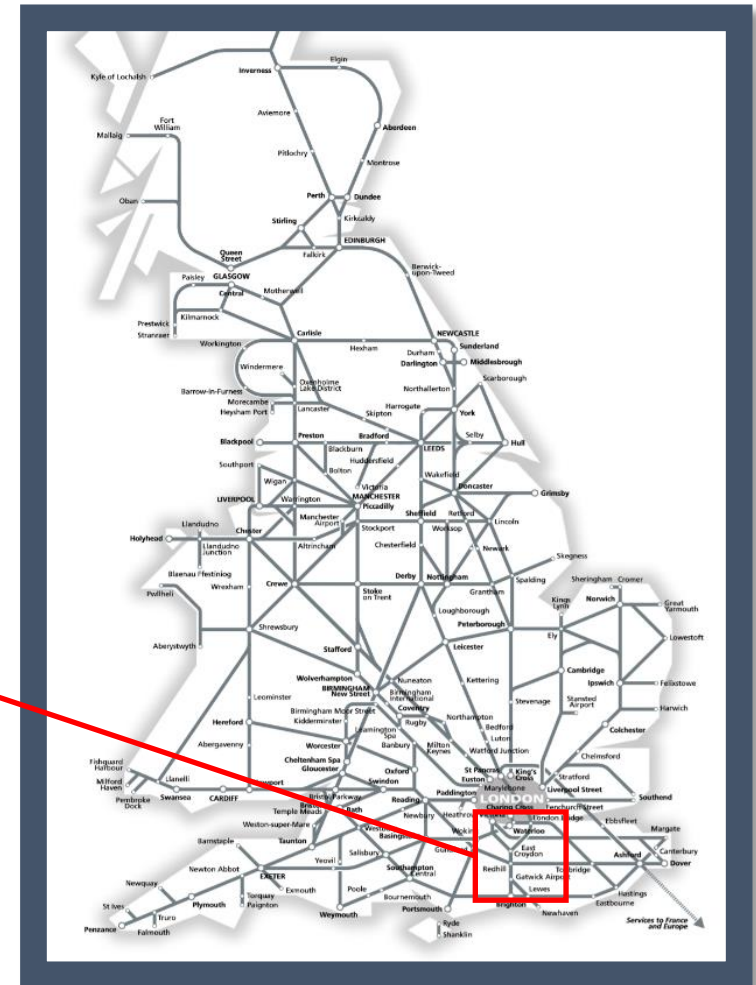 Elgin
Inverness
Kyle of Lochalsh
Aviemore
Fort
William
Mallaig
Aberdeen
Pitlochry
Montrose
Perth
Dundee
Oban
Stirling
Kirkcaldy
EDINBURGH
Queen
Street
Falkirk
Berwick-
upon-Tweed
Paisley
GLASGOW
Central
Motherwell
Prestwick
Kilmarnock
Stranraer
Carlisle
NEWCASTLE
Workington
Hexham
Sunderland
Durham
Darlington
Middlesbrough
Windermere
Scarborough
Oxenholme
Lake District
Northallerton
Barrow-in-Furness
Morecambe
Heysham Port
Lancaster
Harrogate
York
Skipton
Blackpool
Preston
Bradford
Selby
Hull
Blackburn
LEEDS
Southport
Huddersfield
Bolton
Wakefield
Wigan
Victoria
MANCHESTER
Piccadilly
Doncaster
Grimsby
LIVERPOOL
Warrington
Manchester
Airport
Sheffield
Retford
Lincoln
Llandudno
Stockport
Worksop
Holyhead
Chester
Llandudno
Junction
Altrincham
Chesterfield
Newark
Skegness
Blaenau Ffestiniog
Pwllheli
Wrexham
Crewe
Stoke
on Trent
Derby
Nottingham
Grantham
Spalding
Sheringham
Cromer
Kings
Lynn
Norwich
Great
Yarmouth
Loughborough
Peterborough
Shrewsbury
Ely
Lowestoft
Aberystwyth
Stafford
Leicester
Wolverhampton
BIRMINGHAM
New Street
Nuneaton
Birmingham
International
Kettering
Cambridge
Ipswich
Felixstowe
Leominster
Coventry
Stevenage
Stansted
Airport
Harwich
Birmingham Moor Street
Kidderminster
Rugby
Northampton
Hereford
Leamington
Spa
Bedford
Colchester
Abergavenny
Worcester
Banbury
Milton
Keynes
Luton
Watford Junction
Chelmsford
Cheltenham Spa
Gloucester
Oxford
St Pancras
Euston
King's
Cross
Stratford
Fishguard
Harbour
Llanelli
Newport
Swindon
Marylebone
Liverpool Street
Milford
Haven
Paddington
LONDON
Southend
Pembroke
Dock
Swansea
CARDIFF
Bristol Parkway
Reading
Charing Cross
Fenchurch Street
Temple Meads
Bath
Newbury
Heathrow
London Bridge
Ebbsfleet
Weston-super-Mare
Waterloo
Margate
Barnstaple
Taunton
East
Croydon
Canterbury
Salisbury
Redhill
Ashford
Dover
Newton Abbot
Yeovil
Tonbridge
Newquay
EXETER
Southampton
Central
Gatwick Airport
Exmouth
Poole
Lewes
Hastings
St Ives
Plymouth
Torquay
Paignton
Bournemouth
Brighton
Eastbourne
Truro
Weymouth
Portsmouth
Newhaven
Penzance
Falmouth
Ryde
Shanklin
Services to France
and Europe